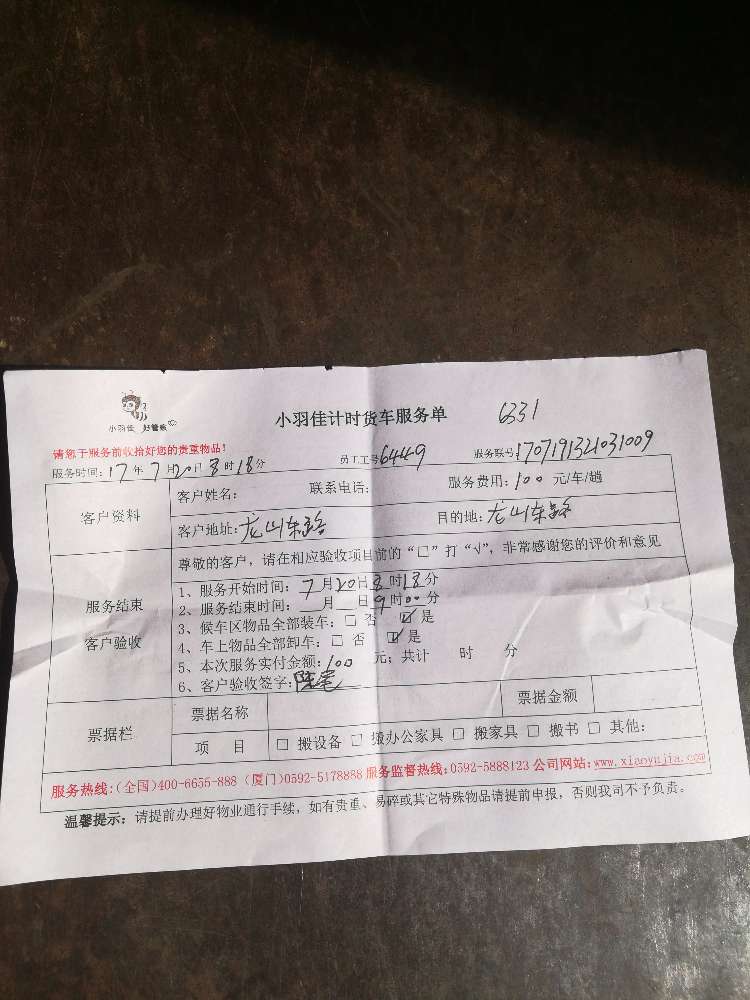 小羽佳 好管家
小羽佳计时货车服务单 6331
请您于服务前收拾好您的贵重物品!
服务时间: 17年7月20日8时18分 员工工号6449 服务联号:1707191321031009
客户资料 客户姓名: 联系电话: 服务费用: 100 元/车/趟
客户地址: 龙山东路 目的地: 龙山东路
服务结束
客户验收
尊敬的客户,请在相应验收项目前的“□”打“√”,非常感谢您的评价和意见
1、服务开始时间: 7月20日8时18分
2、服务结束时间: __月__日9时00分
3、候车区物品全部装车: □ 否 ☑ 是
4、车上物品全部卸车: □ 否 ☑ 是
5、本次服务实付金额: 100 元; 共计 时 分
6、客户验收签字:
票据栏 票据名称 票据金额
项 目 □ 搬设备 □ 搬办公家具 □ 搬家具 □ 搬书 □ 其他:
服务热线:(全国)400-6655-888 (厦门)0592-5178888 服务监督热线:0592-5888123 公司网站:www.xiaoyujia.com
温馨提示: 请提前办理好物业通行手续,如有贵重、易碎或其它特殊物品请提前申报,否则我司不予负责。